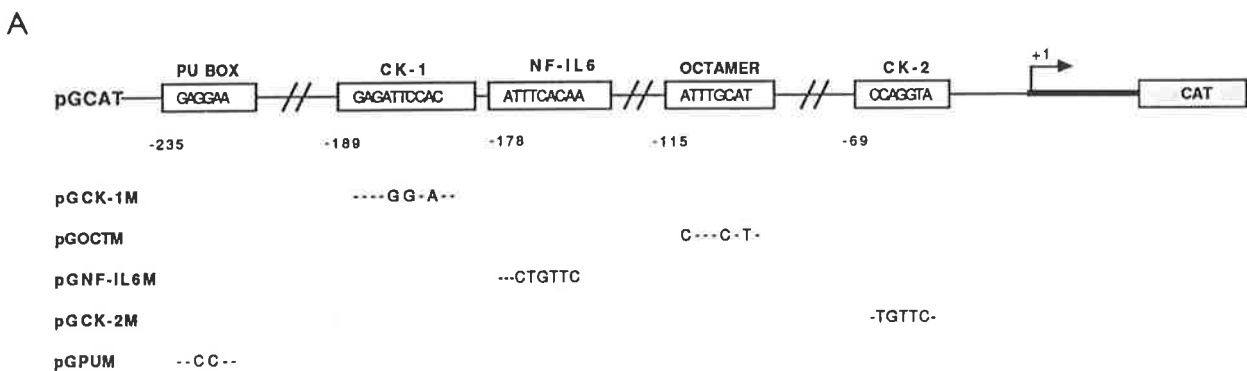 A
PU BOX CK-1 NF-IL6 OCTAMER CK-2 +1
pGCAT GAGGAA GAGATTCCAC ATTTCACAA ATTTGCAT CCAGGTA CAT
-235 -189 -178 -115 -69
pGCK-1M ----GG-A--
pGOCTM C---C-T-
pGNF-IL6M ---CTGTTC
pGCK-2M -TGTTC-
pGPUM --CC--